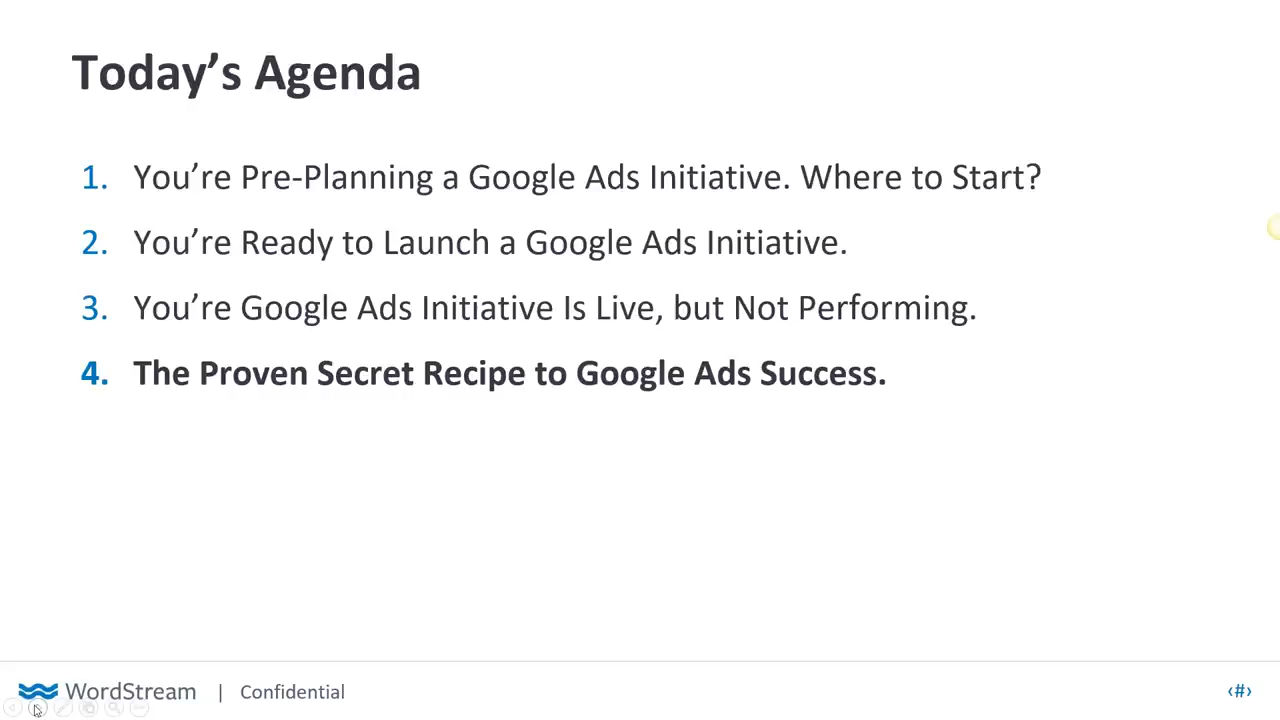 Today’s Agenda
1. You’re Pre-Planning a Google Ads Initiative. Where to Start?
2. You’re Ready to Launch a Google Ads Initiative.
3. You’re Google Ads Initiative Is Live, but Not Performing.
4. The Proven Secret Recipe to Google Ads Success.
WordStream | Confidential ‹#›